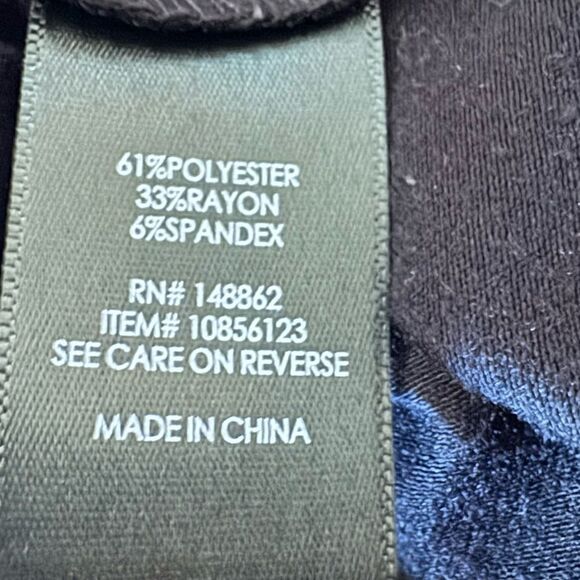 61%POLYESTER
33%RAYON
6%SPANDEX
RN# 148862
ITEM# 10856123
SEE CARE ON REVERSE
MADE IN CHINA